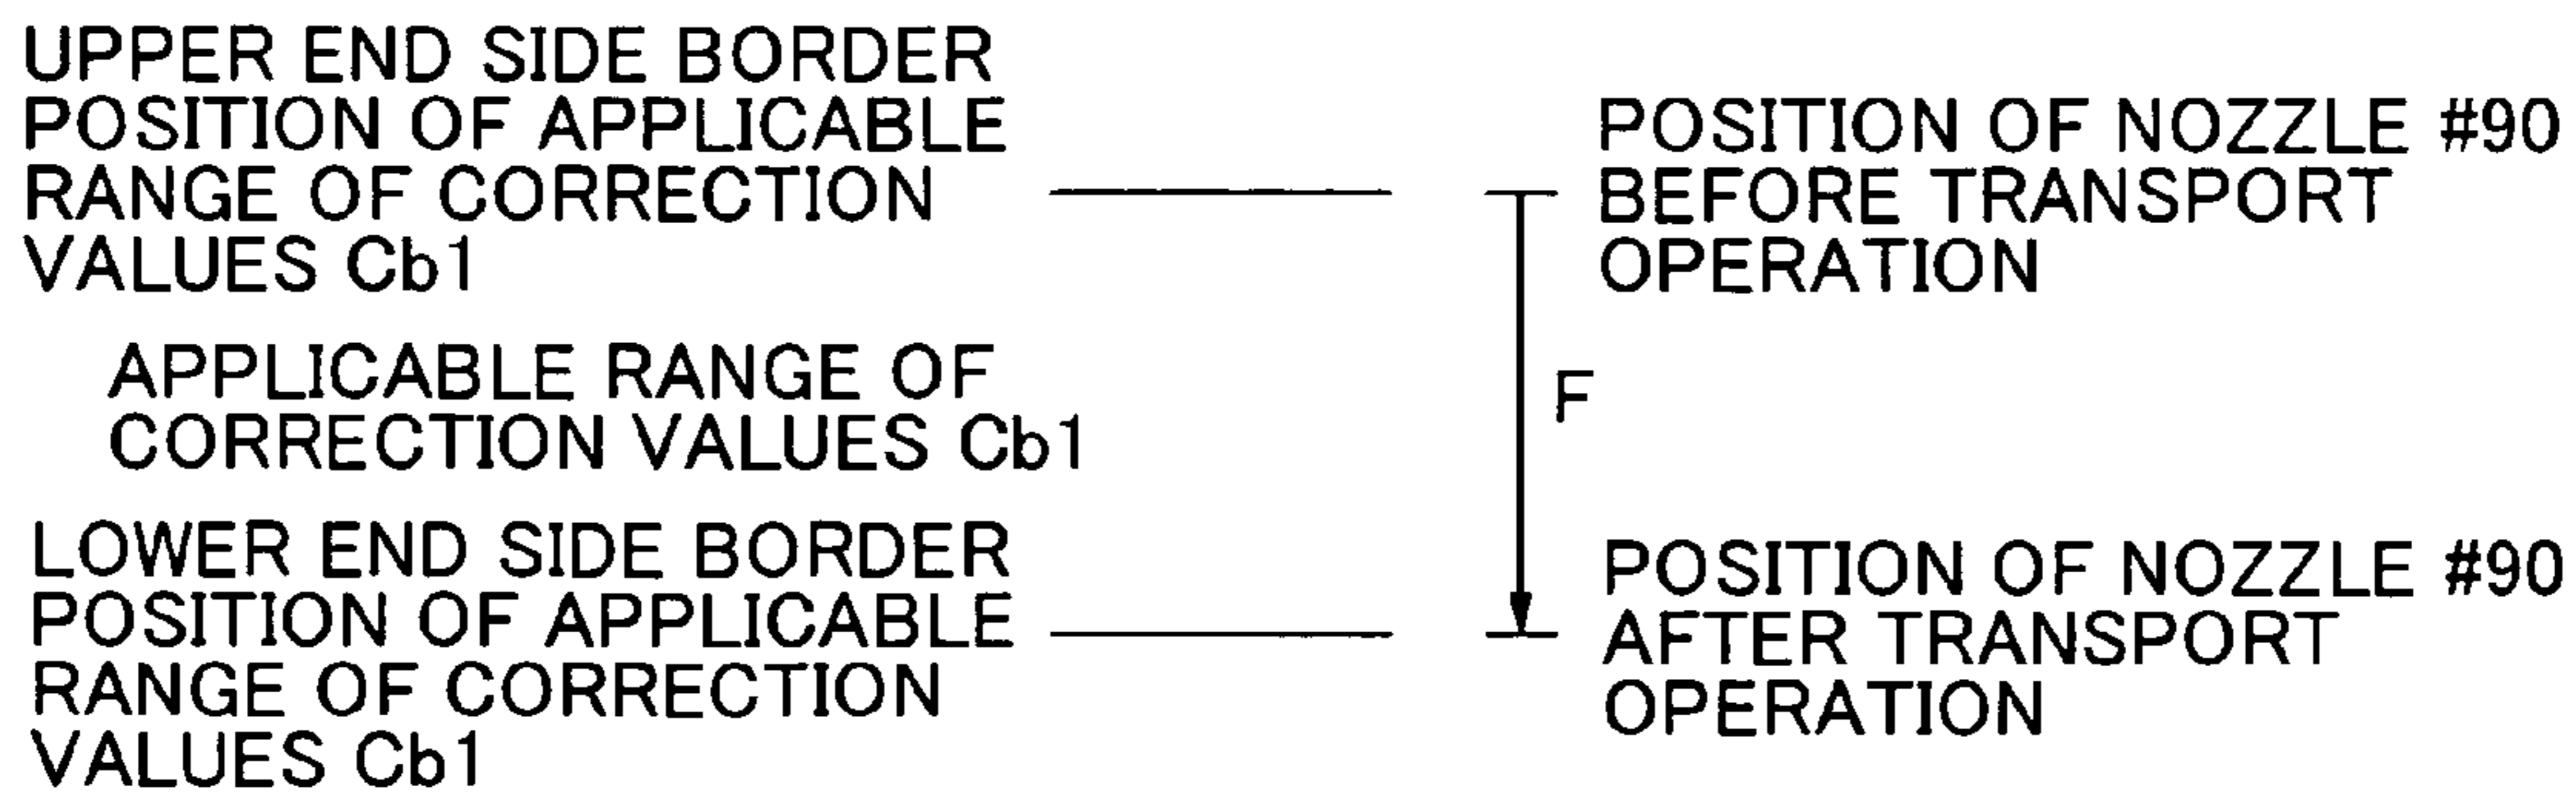 UPPER END SIDE BORDER
POSITION OF APPLICABLE
RANGE OF CORRECTION
VALUES Cb1
POSITION OF NOZZLE #90
BEFORE TRANSPORT
OPERATION
APPLICABLE RANGE OF
CORRECTION VALUES Cb1
F
LOWER END SIDE BORDER
POSITION OF APPLICABLE
RANGE OF CORRECTION
VALUES Cb1
POSITION OF NOZZLE #90
AFTER TRANSPORT
OPERATION